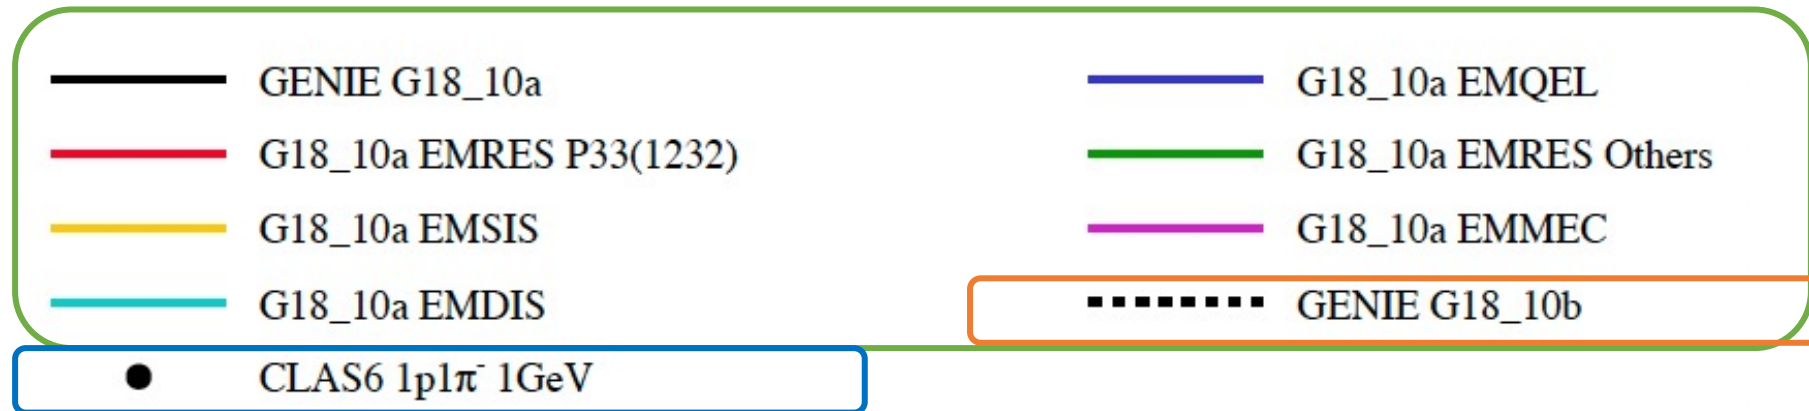 GENIE G18_10a
G18_10a EMQEL
G18_10a EMRES P33(1232)
G18_10a EMRES Others
G18_10a EMSIS
G18_10a EMMEC
G18_10a EMDIS
GENIE G18_10b
CLAS6 1p1π⁻ 1GeV